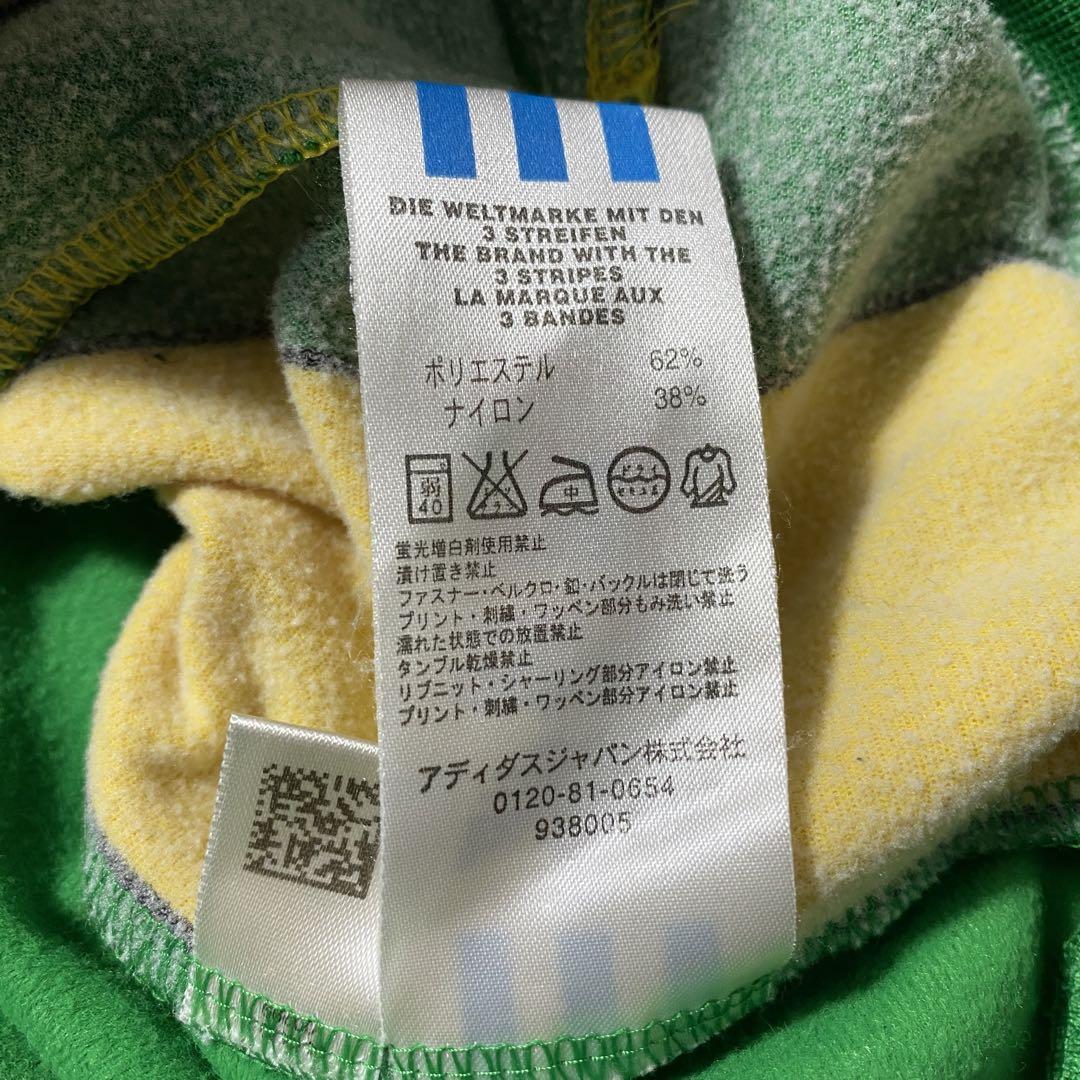 DIE WELTMARKE MIT DEN
3 STREIFEN
THE BRAND WITH THE
3 STRIPES
LA MARQUE AUX
3 BANDES
ポリエステル 62%
ナイロン 38%
弱
40
中
蛍光増白剤使用禁止
漬け置き禁止
ファスナー・ベルクロ・釦・バックルは閉じて洗う
プリント・刺繍・ワッペン部分もみ洗い禁止
濡れた状態での放置禁止
タンブル乾燥禁止
リブニット・シャーリング部分アイロン禁止
プリント・刺繍・ワッペン部分アイロン禁止
アディダスジャパン株式会社
0120-81-0654
938005